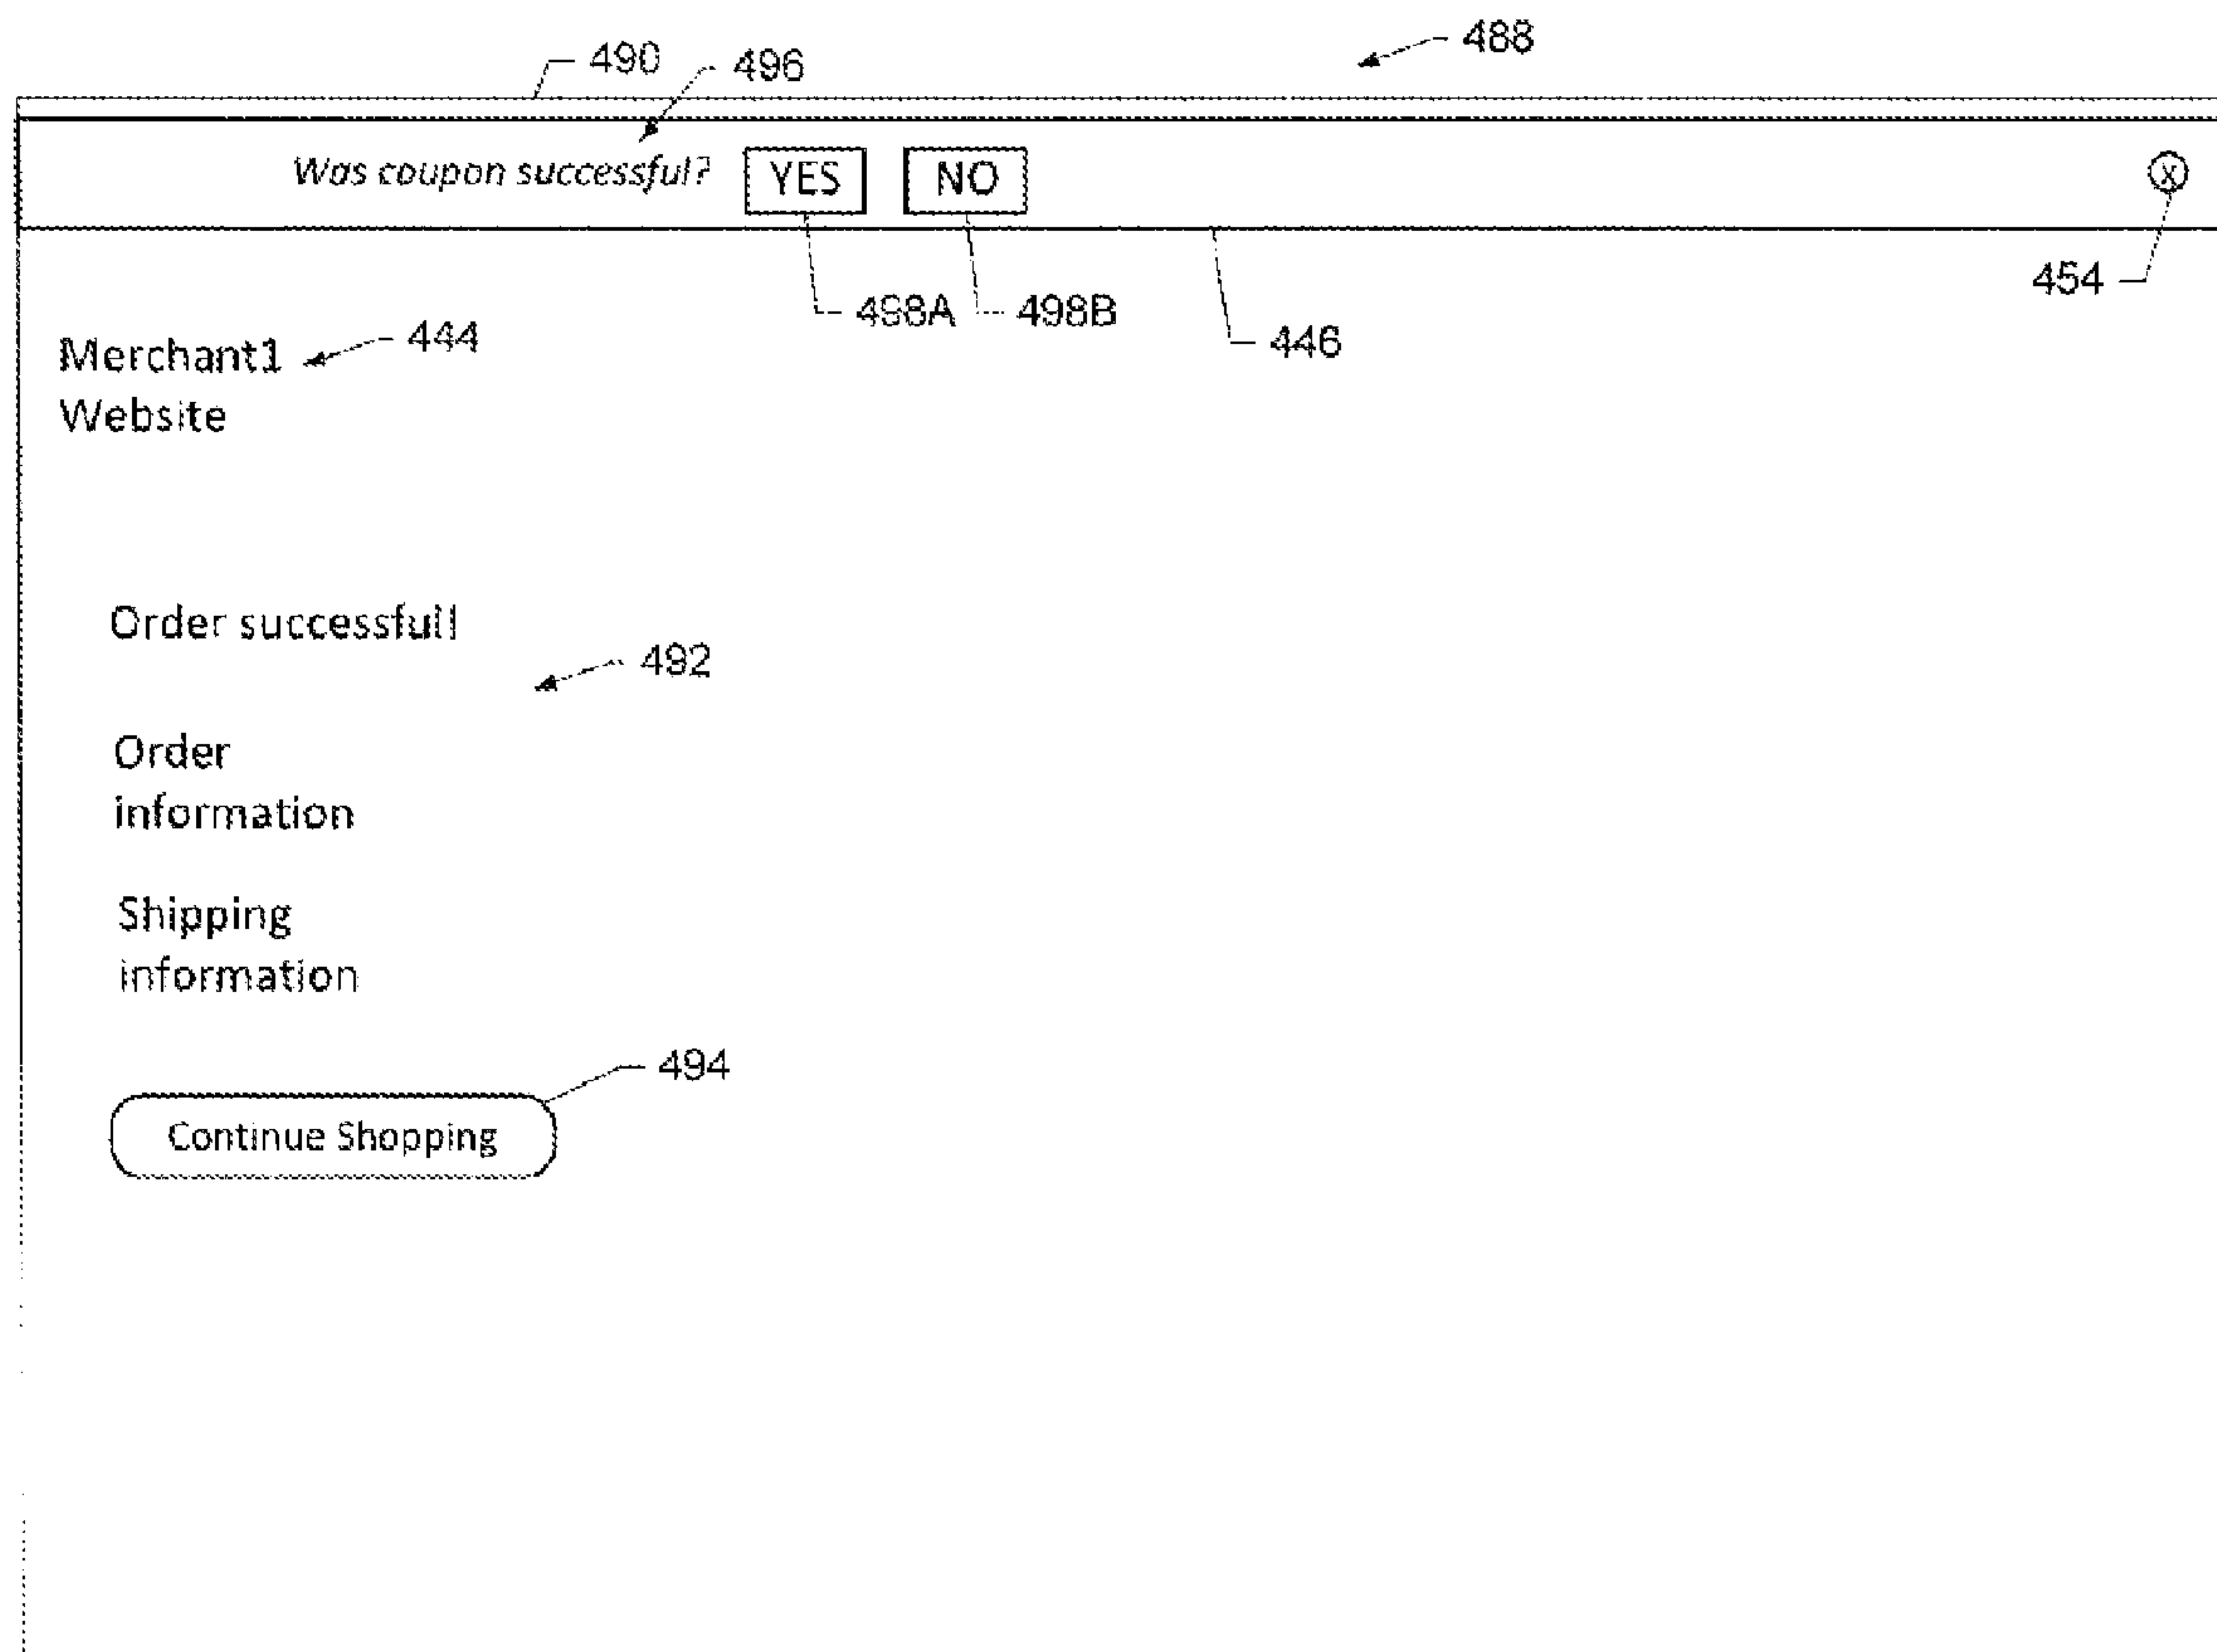 488
490
496
Was coupon successful? YES NO X
454
498A 498B
446
Merchant1 444
Website
Order successful!
492
Order
information
Shipping
information
494
Continue Shopping